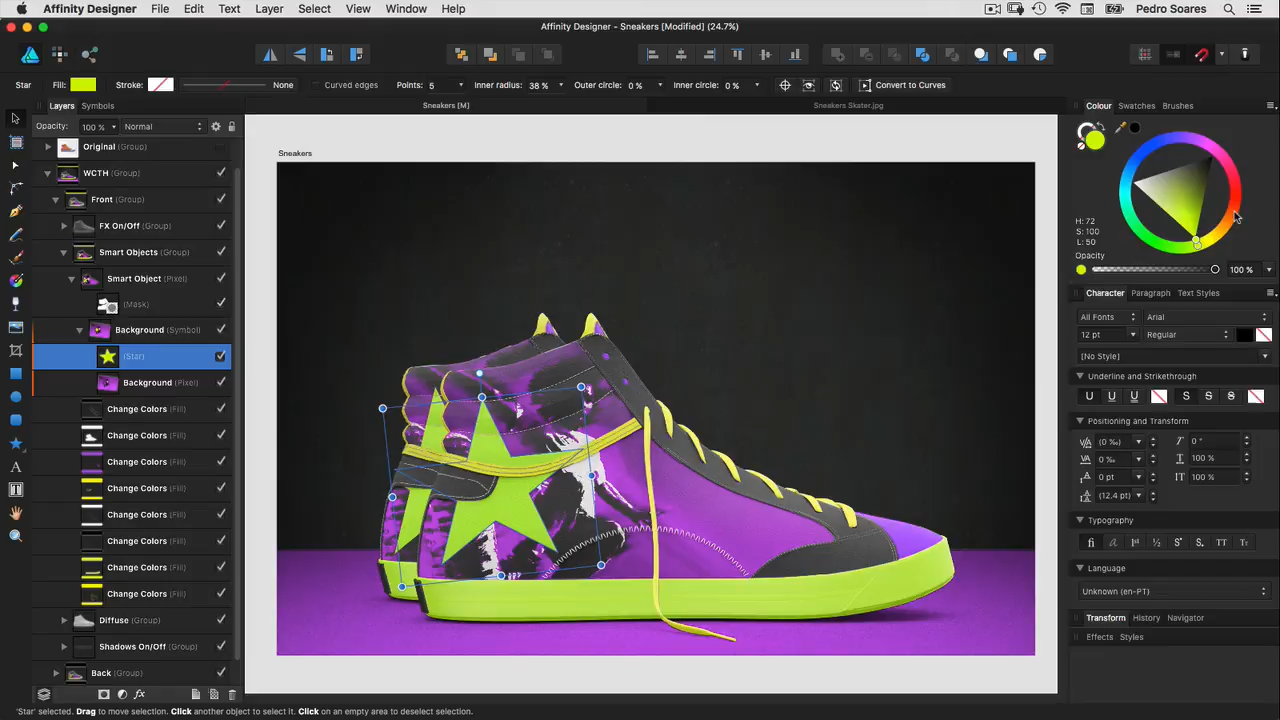 Affinity Designer File Edit Text Layer Select View Window Help Pedro Soares
Affinity Designer - Sneakers [Modified] (24.7%)
Star Fill: Stroke: None Curved edges Points: 5 Inner radius: 38 % Outer circle: 0 % Inner circle: 0 % Convert to Curves
Layers Symbols
Sneakers [M]
Sneakers Skater.jpg
Colour Swatches Brushes
Opacity: 100 % Normal
Original (Group)
WCTH (Group)
Front (Group)
FX On/Off (Group)
Smart Objects (Group)
Smart Object (Pixel)
(Mask)
Background (Symbol)
(Star)
Background (Pixel)
Change Colors (Fill)
Change Colors (Fill)
Change Colors (Fill)
Change Colors (Fill)
Change Colors (Fill)
Change Colors (Fill)
Change Colors (Fill)
Change Colors (Fill)
Diffuse (Group)
Shadows On/Off (Group)
Back (Group)
Sneakers
H: 72
S: 100
L: 50
Opacity
100 %
Character Paragraph Text Styles
All Fonts Arial
12 pt Regular
[No Style]
Underline and Strikethrough
U U U S S S
Positioning and Transform
(0 ‰) 0 °
0 ‰ 100 %
0 pt 100 %
(12.4 pt)
Typography
Language
Unknown (en-PT)
Transform History Navigator
Effects Styles
'Star' selected. Drag to move selection. Click another object to select it. Click on an empty area to deselect selection.